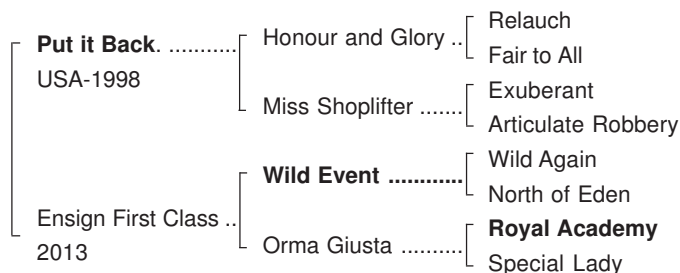 Relauch
Put it Back. ........... Honour and Glory ..
Fair to All
USA-1998
Exuberant
Miss Shoplifter .......
Articulate Robbery
Wild Again
Wild Event ............
North of Eden
Ensign First Class ..
Royal Academy
2013
Orma Giusta .........
Special Lady